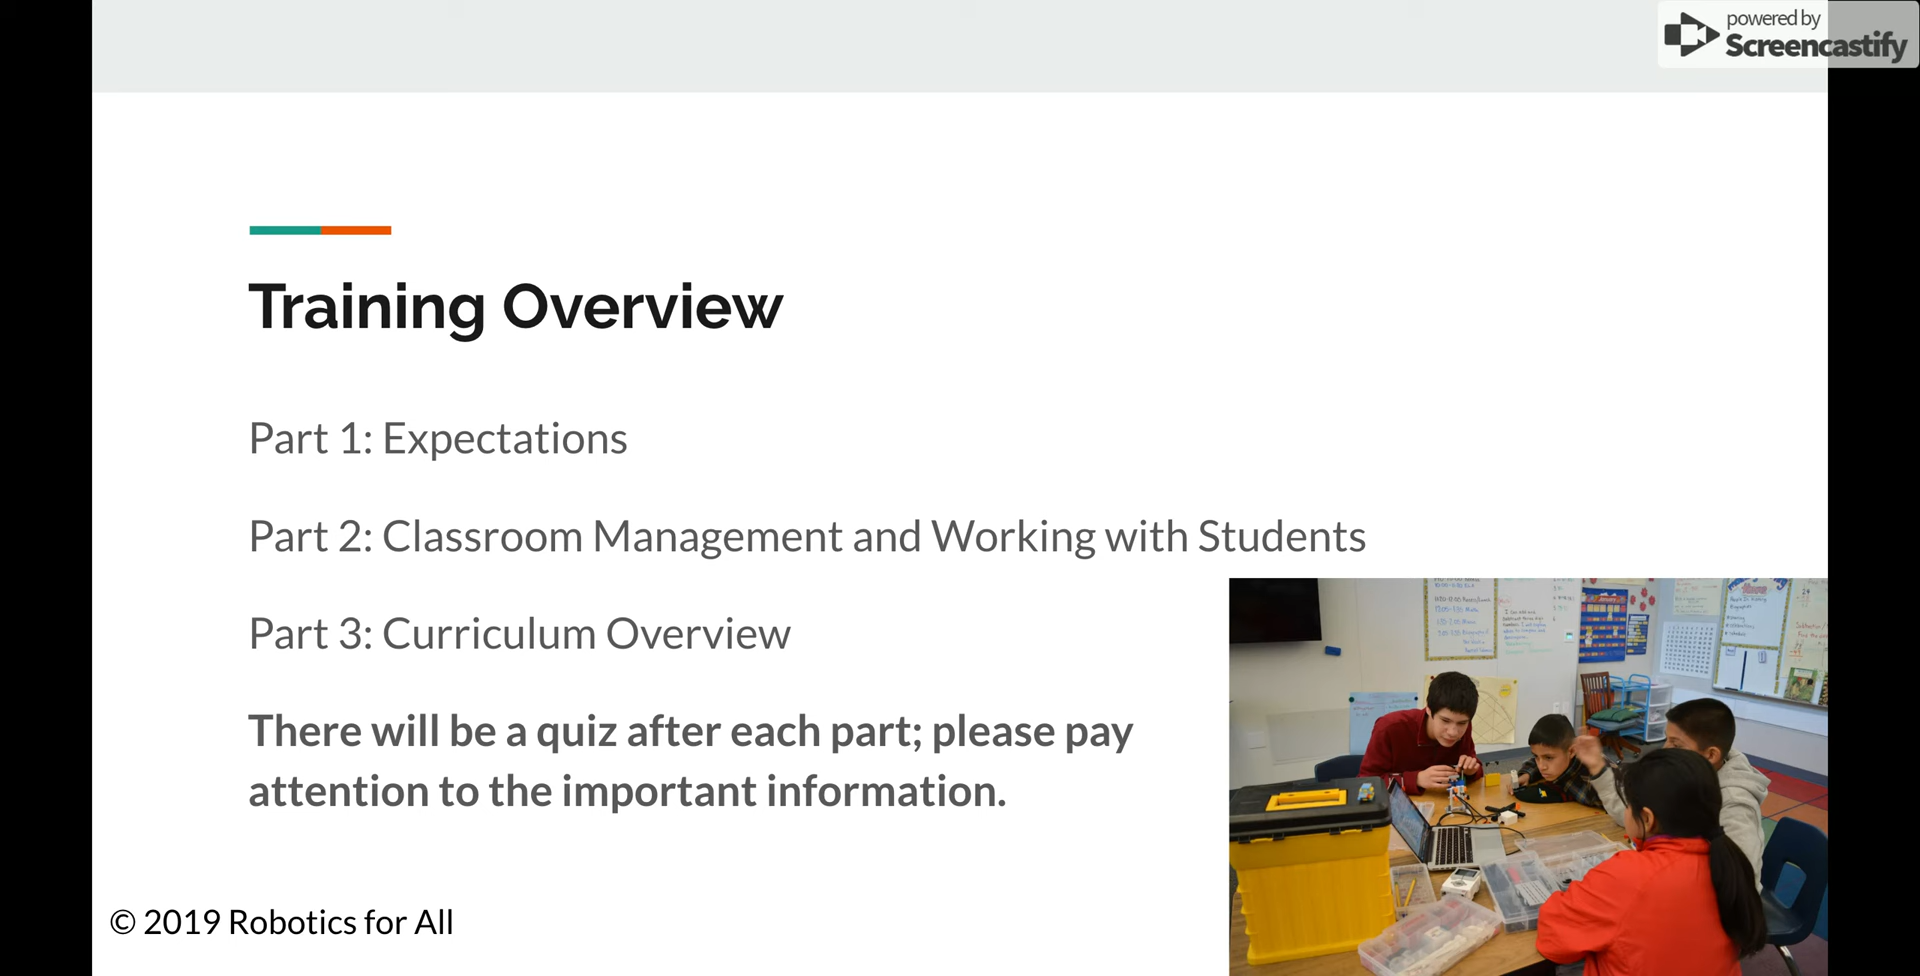 powered by
Screencastify
Training Overview
Part 1: Expectations
Part 2: Classroom Management and Working with Students
Part 3: Curriculum Overview
There will be a quiz after each part; please pay
attention to the important information.
© 2019 Robotics for All